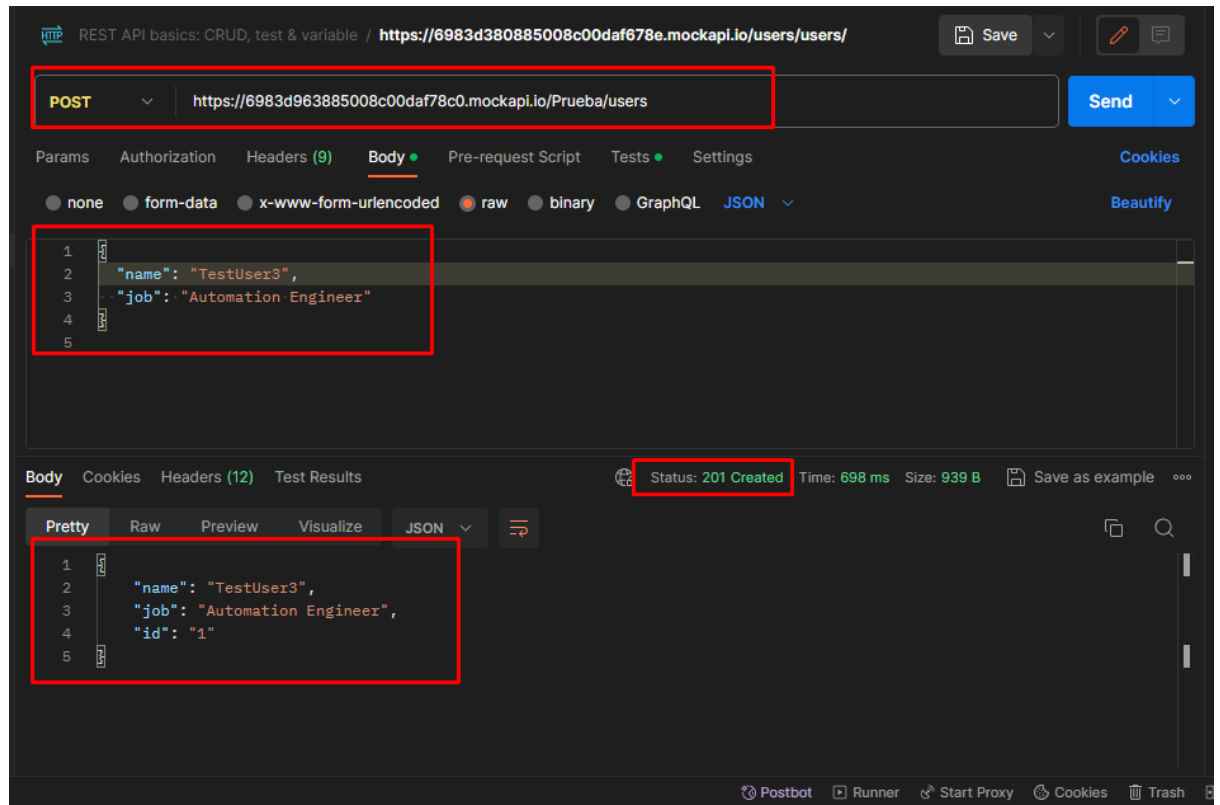 HTTP REST API basics: CRUD, test & variable / https://6983d380885008c00daf678e.mockapi.io/users/users/ Save
POST https://6983d963885008c00daf78c0.mockapi.io/Prueba/users Send
Params Authorization Headers (9) Body Pre-request Script Tests Settings Cookies
none form-data x-www-form-urlencoded raw binary GraphQL JSON Beautify
1 {
2 "name": "TestUser3",
3 "job": "Automation Engineer"
4 }
5
Body Cookies Headers (12) Test Results Status: 201 Created Time: 698 ms Size: 939 B Save as example
Pretty Raw Preview Visualize JSON
1 {
2 "name": "TestUser3",
3 "job": "Automation Engineer",
4 "id": "1"
5 }
Postbot Runner Start Proxy Cookies Trash